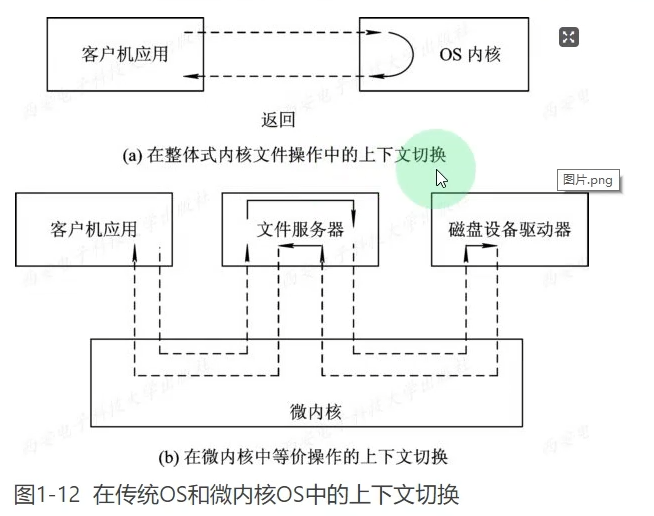 客户机应用
OS 内核
返回
(a) 在整体式内核文件操作中的上下文切换
图片.png
客户机应用
文件服务器
磁盘设备驱动器
微内核
(b) 在微内核中等价操作的上下文切换
图1-12 在传统OS和微内核OS中的上下文切换